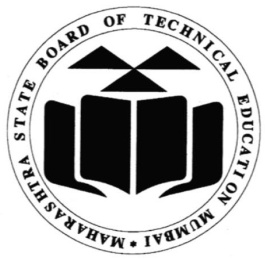 MAHARASHTRA STATE BOARD OF TECHNICAL EDUCATION MUMBAI *